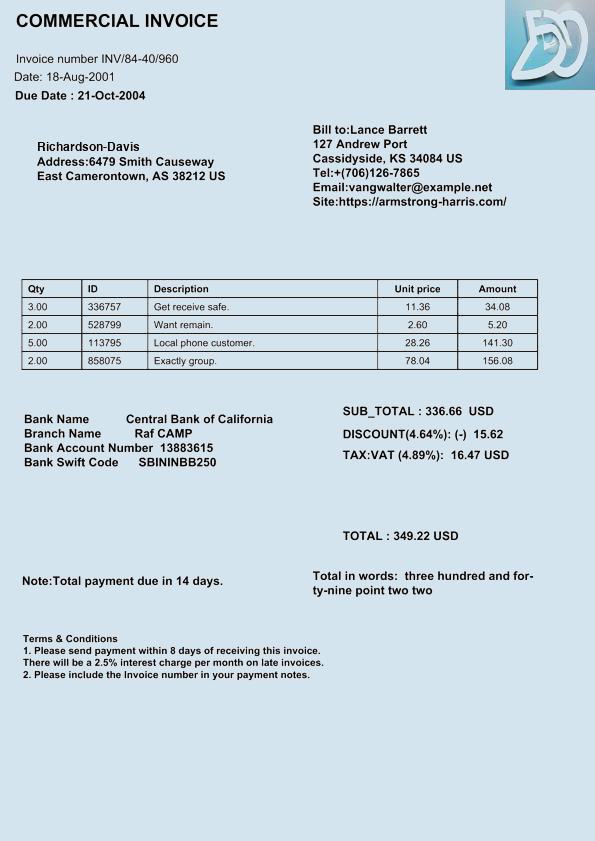 COMMERCIAL INVOICE
Invoice number INV/84-40/960
Date: 18-Aug-2001
Due Date : 21-Oct-2004
Richardson-Davis
Address:6479 Smith Causeway
East Camerontown, AS 38212 US
Bill to:Lance Barrett
127 Andrew Port
Cassidyside, KS 34084 US
Tel:+(706)126-7865
Email:vangwalter@example.net
Site:https://armstrong-harris.com/
Qty ID Description Unit price Amount
3.00 336757 Get receive safe. 11.36 34.08
2.00 528799 Want remain. 2.60 5.20
5.00 113795 Local phone customer. 28.26 141.30
2.00 858075 Exactly group. 78.04 156.08
Bank Name Central Bank of California
Branch Name Raf CAMP
Bank Account Number 13883615
Bank Swift Code SBININBB250
SUB_TOTAL : 336.66 USD
DISCOUNT(4.64%): (-) 15.62
TAX:VAT (4.89%): 16.47 USD
TOTAL : 349.22 USD
Note:Total payment due in 14 days.
Total in words: three hundred and for-
ty-nine point two two
Terms & Conditions
1. Please send payment within 8 days of receiving this invoice.
There will be a 2.5% interest charge per month on late invoices.
2. Please include the Invoice number in your payment notes.